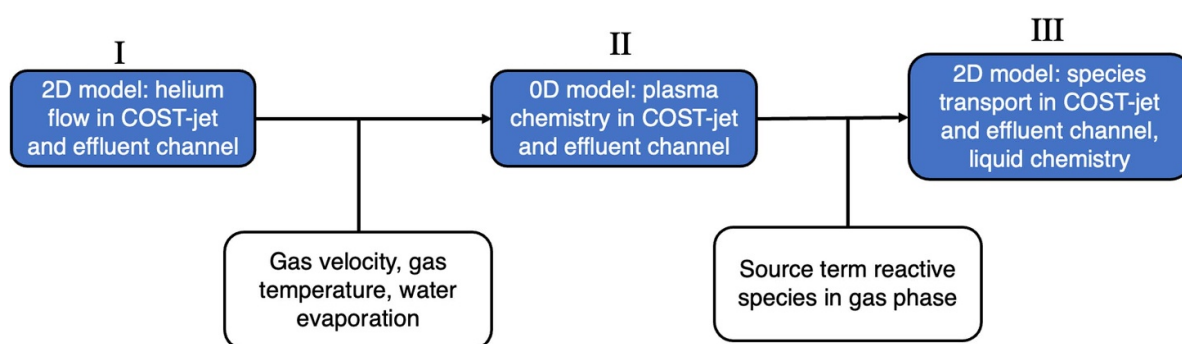 I
2D model: helium
flow in COST-jet
and effluent channel
II
0D model: plasma
chemistry in COST-jet
and effluent channel
III
2D model: species
transport in COST-jet
and effluent channel,
liquid chemistry
Gas velocity, gas
temperature, water
evaporation
Source term reactive
species in gas phase